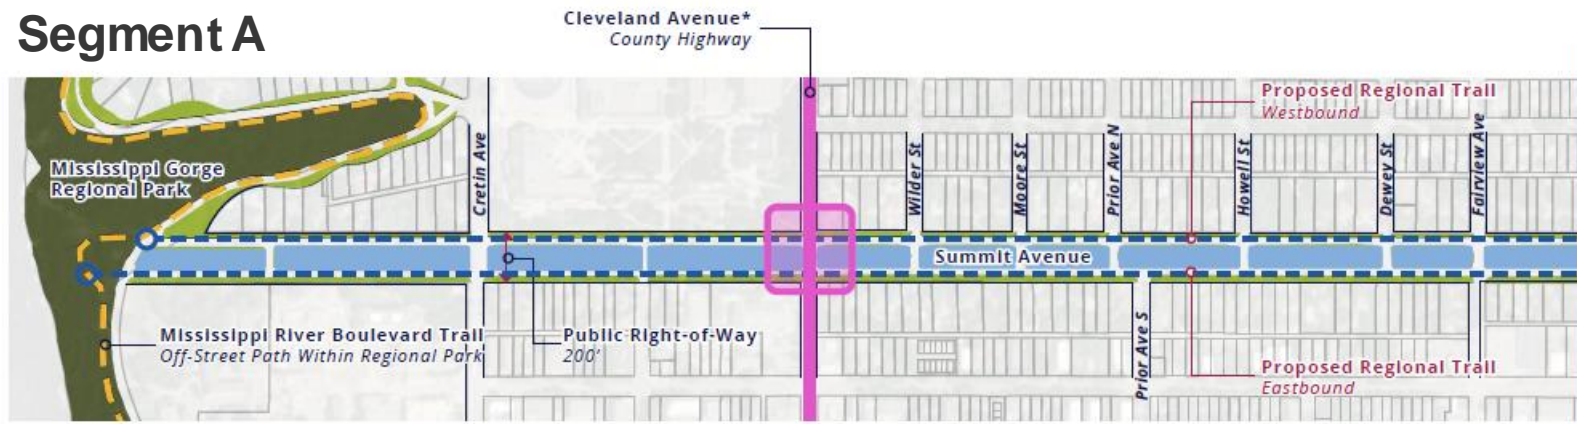 Segment A
Cleveland Avenue*
County Highway
Proposed Regional Trail
Westbound
Mississippi Gorge
Regional Park
Cretin Ave
Wilder St
Moore St
Prior Ave N
Howell St
Dewey St
Fairview Ave
Summit Avenue
Mississippi River Boulevard Trail
Off-Street Path Within Regional Park
Public Right-of-Way
200'
Prior Ave S
Proposed Regional Trail
Eastbound